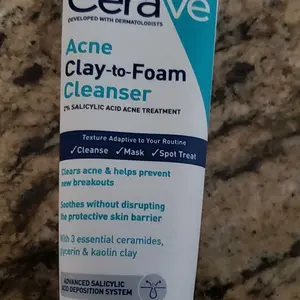 CeraVe
DEVELOPED WITH DERMATOLOGISTS
Acne
Clay-to-Foam
Cleanser
2% SALICYLIC ACID ACNE TREATMENT
Texture Adaptive to Your Routine
✓Cleanse ✓Mask ✓Spot Treat
Clears acne & helps prevent
new breakouts
Soothes without disrupting
the protective skin barrier
With 3 essential ceramides,
glycerin & kaolin clay
ADVANCED SALICYLIC
ACID DEPOSITION SYSTEM